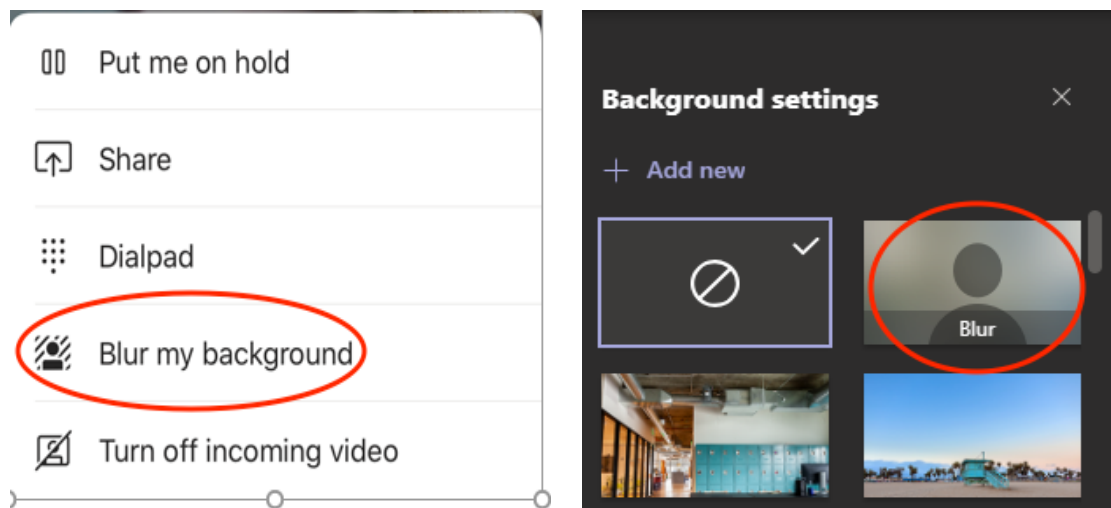 Put me on hold
Share
Dialpad
Blur my background
Turn off incoming video
Background settings
Add new
Blur